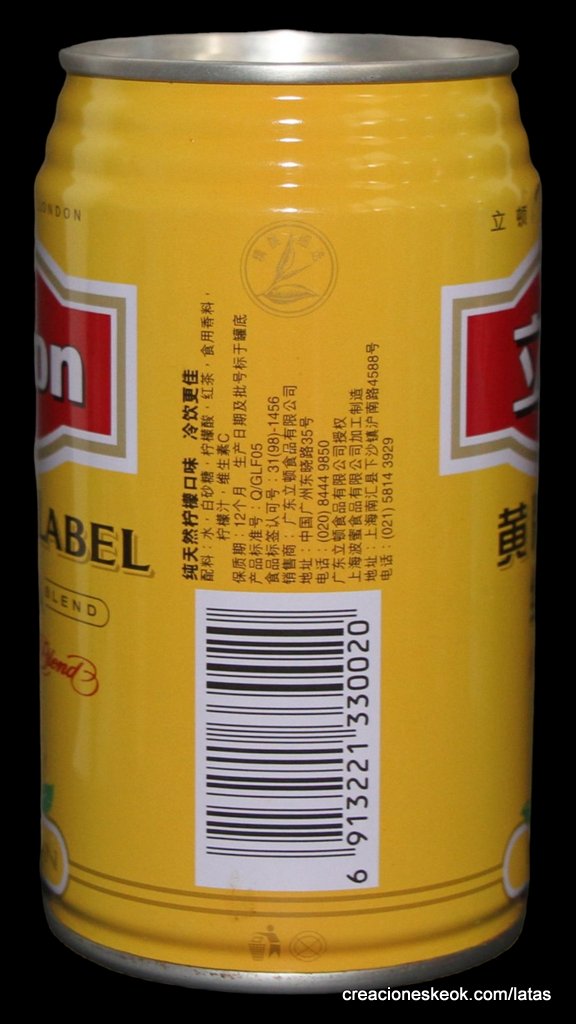 LONDON
立 顿
on
立
LABEL
BLEND
Blend
黄
纯天然柠檬口味 冷饮更佳
配料：水，白砂糖，柠檬酸，红茶，食用香料，
柠檬汁，维生素C
保质期：12个月 生产日期及批号标于罐底
产品标准号：Q/GLF05
食品标签认可号：31(98)-1456
销售商：广东立顿食品有限公司
地址：中国广州东晓路35号
电话：(020) 8444 9850
广东立顿食品有限公司授权
上海波蜜食品有限公司加工制造
地址：上海南汇县下沙镇沪南路4588号
电话：(021) 5814 3929
6 913221 330020
creacioneskeok.com/latas